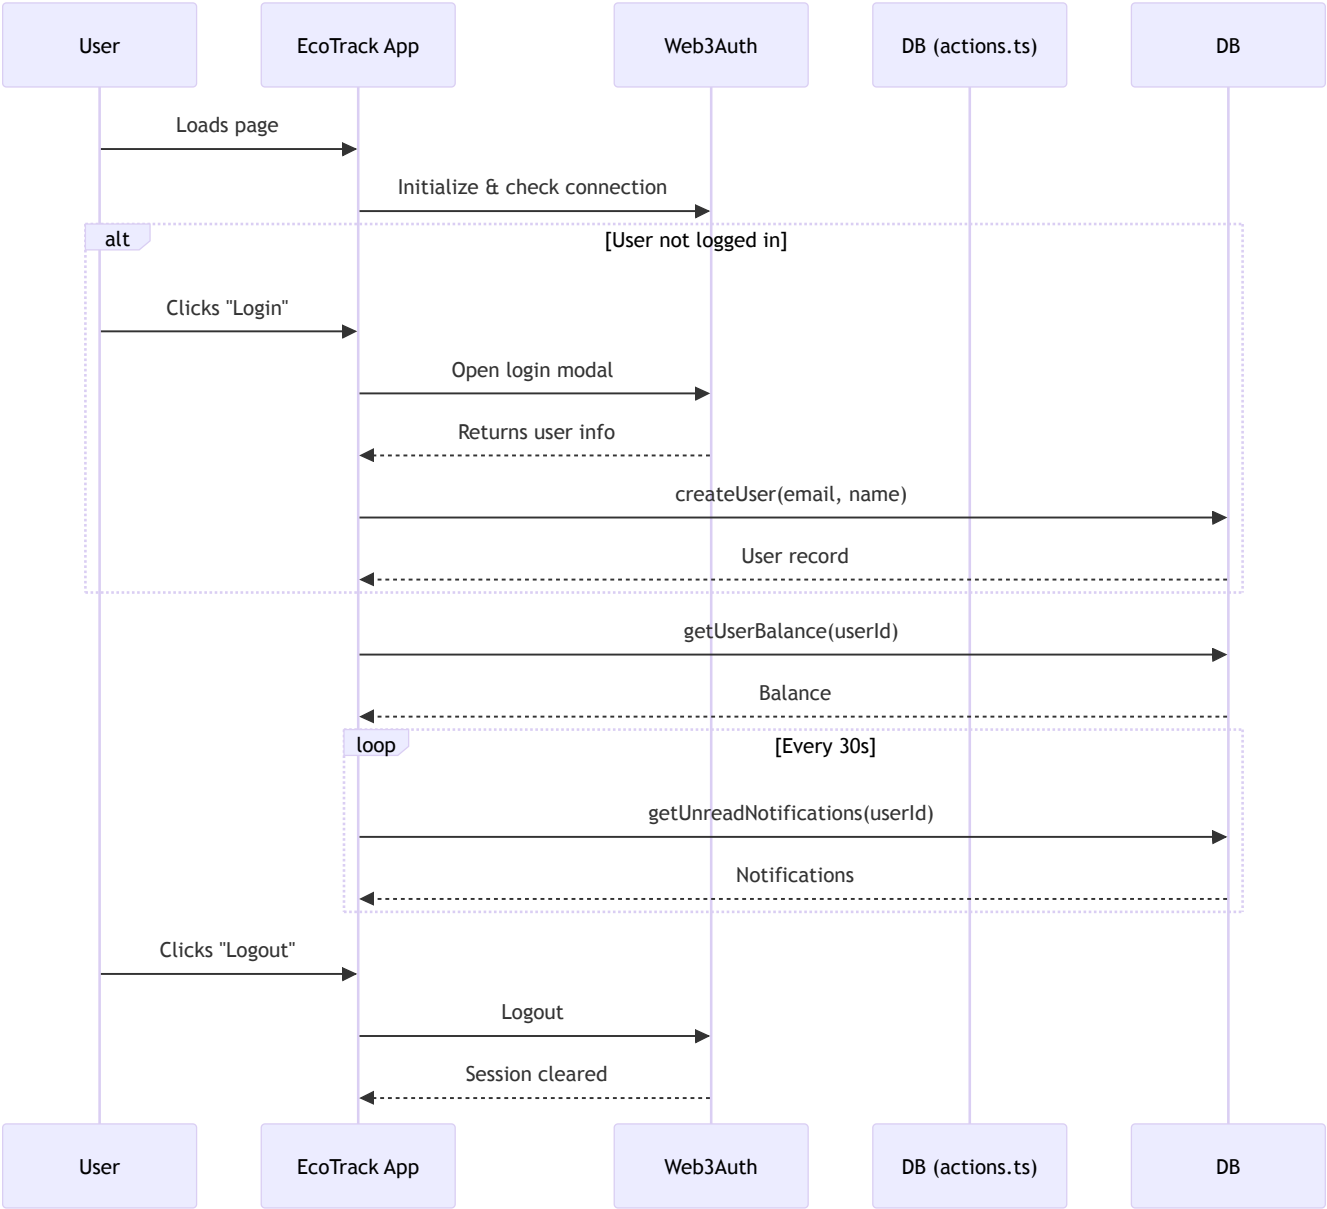 User
EcoTrack App
Web3Auth
DB (actions.ts)
DB
Loads page
Initialize & check connection
alt
[User not logged in]
Clicks "Login"
Open login modal
Returns user info
createUser(email, name)
User record
getUserBalance(userId)
Balance
loop
[Every 30s]
getUnreadNotifications(userId)
Notifications
Clicks "Logout"
Logout
Session cleared
User
EcoTrack App
Web3Auth
DB (actions.ts)
DB